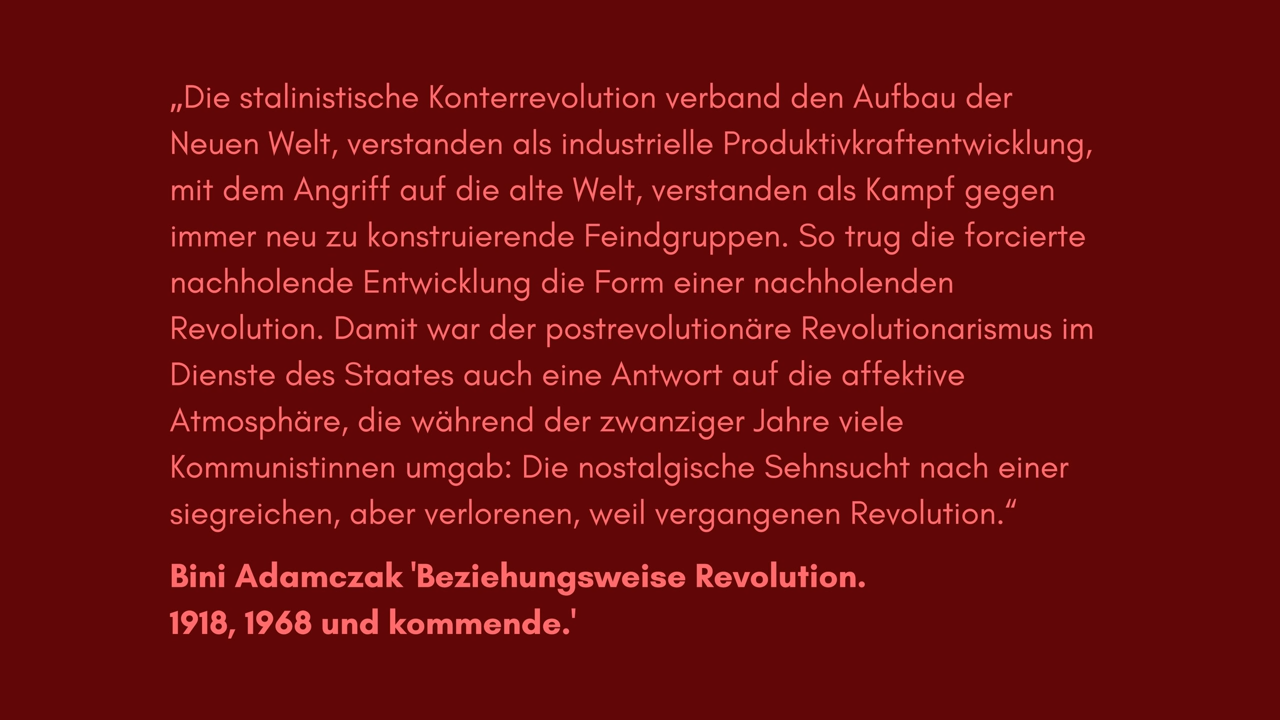 „Die stalinistische Konterrevolution verband den Aufbau der
Neuen Welt, verstanden als industrielle Produktivkraftentwicklung,
mit dem Angriff auf die alte Welt, verstanden als Kampf gegen
immer neu zu konstruierende Feindgruppen. So trug die forcierte
nachholende Entwicklung die Form einer nachholenden
Revolution. Damit war der postrevolutionäre Revolutionarismus im
Dienste des Staates auch eine Antwort auf die affektive
Atmosphäre, die während der zwanziger Jahre viele
Kommunistinnen umgab: Die nostalgische Sehnsucht nach einer
siegreichen, aber verlorenen, weil vergangenen Revolution.“
Bini Adamczak 'Beziehungsweise Revolution.
1918, 1968 und kommende.'